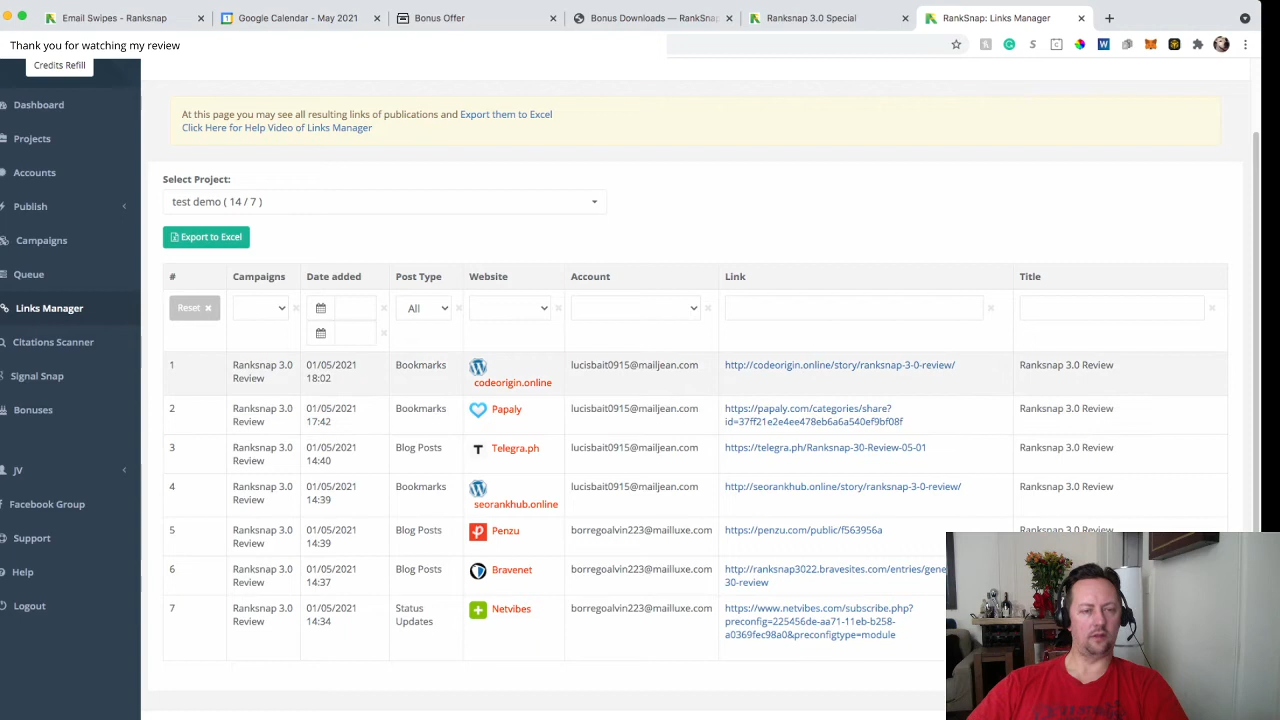 Email Swipes - Ranksnap
Google Calendar - May 2021
Bonus Offer
Bonus Downloads — RankSnap
Ranksnap 3.0 Special
RankSnap: Links Manager
Thank you for watching my review
Credits Refill
Dashboard
Projects
Accounts
Publish
Campaigns
Queue
Links Manager
Citations Scanner
Signal Snap
Bonuses
JV
Facebook Group
Support
Help
Logout
At this page you may see all resulting links of publications and Export them to Excel
Click Here for Help Video of Links Manager
Select Project:
test demo ( 14 / 7 )
Export to Excel
# Campaigns Date added Post Type Website Account Link Title
Reset × All
1 Ranksnap 3.0 01/05/2021 Bookmarks lucisbait0915@mailjean.com http://codeorigin.online/story/ranksnap-3-0-review/ Ranksnap 3.0 Review
Review 18:02 codeorigin.online
2 Ranksnap 3.0 01/05/2021 Bookmarks Papaly lucisbait0915@mailjean.com https://papaly.com/categories/share? Ranksnap 3.0 Review
Review 17:42 id=37ff21e2e4ee478eb6a6a540ef9bf08f
3 Ranksnap 3.0 01/05/2021 Blog Posts Telegra.ph lucisbait0915@mailjean.com https://telegra.ph/Ranksnap-30-Review-05-01 Ranksnap 3.0 Review
Review 14:40
4 Ranksnap 3.0 01/05/2021 Bookmarks lucisbait0915@mailjean.com http://seorankhub.online/story/ranksnap-3-0-review/ Ranksnap 3.0 Review
Review 14:39 seorankhub.online
5 Ranksnap 3.0 01/05/2021 Blog Posts Penzu borregoalvin223@mailluxe.com https://penzu.com/public/f563956a Ranksnap 3.0 Review
Review 14:39
6 Ranksnap 3.0 01/05/2021 Blog Posts Bravenet borregoalvin223@mailluxe.com http://ranksnap3022.bravesites.com/entries/gene
Review 14:37 30-review
7 Ranksnap 3.0 01/05/2021 Status Netvibes borregoalvin223@mailluxe.com https://www.netvibes.com/subscribe.php?
Review 14:34 Updates preconfig=225456de-aa71-11eb-b258-
a0369fec98a0&preconfigtype=module